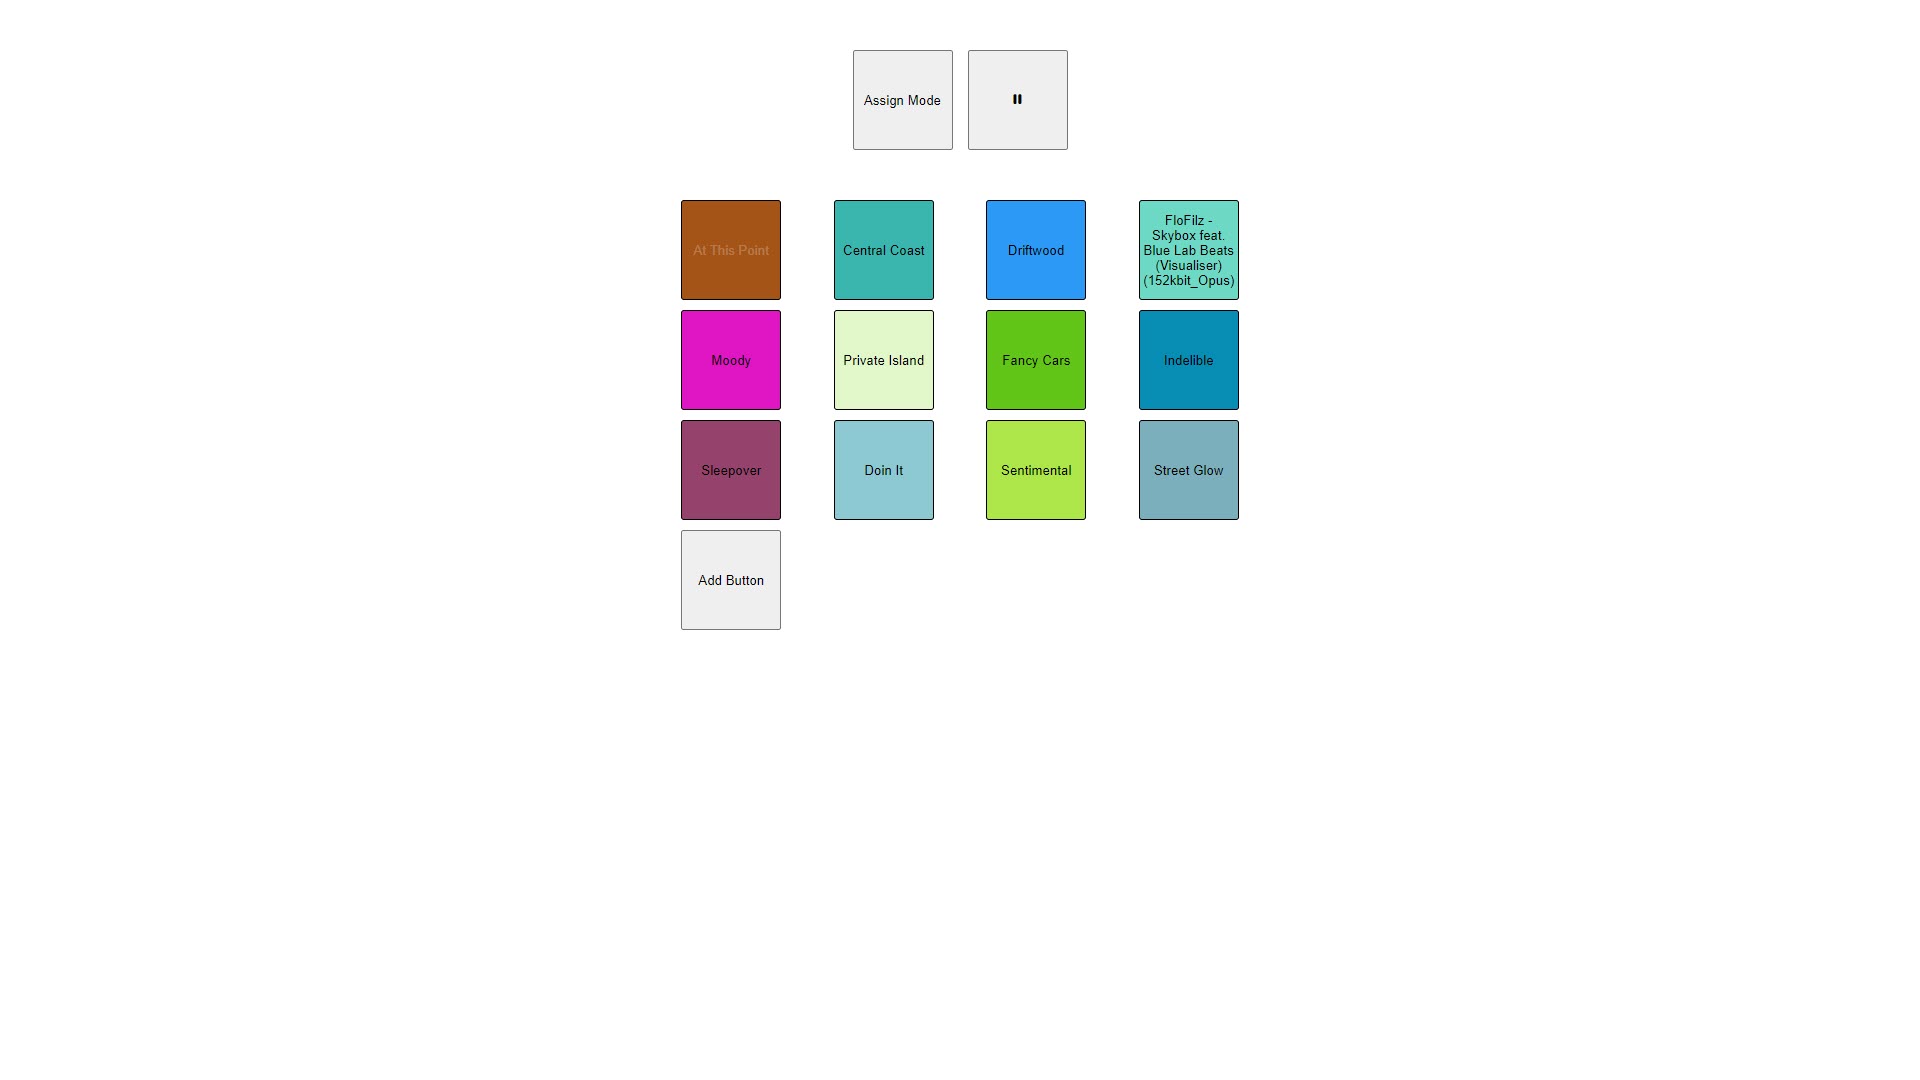 Assign Mode
At This Point
Central Coast
Driftwood
FloFilz -
Skybox feat.
Blue Lab Beats
(Visualiser)
(152kbit_Opus)
Moody
Private Island
Fancy Cars
Indelible
Sleepover
Doin It
Sentimental
Street Glow
Add Button